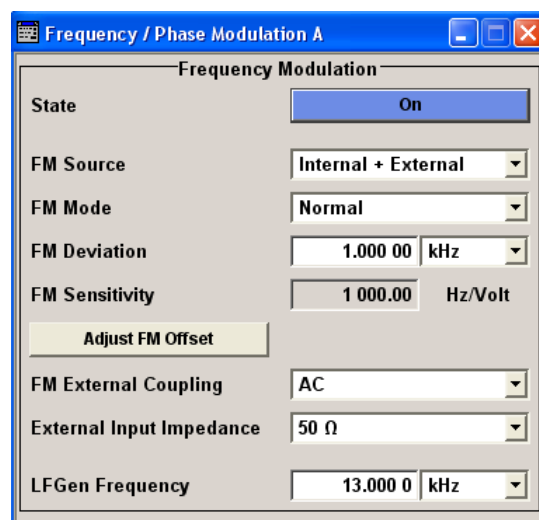 Frequency / Phase Modulation A
Frequency Modulation
State On
FM Source Internal + External
FM Mode Normal
FM Deviation 1.000 00 kHz
FM Sensitivity 1 000.00 Hz/Volt
Adjust FM Offset
FM External Coupling AC
External Input Impedance 50 Ω
LFGen Frequency 13.000 0 kHz